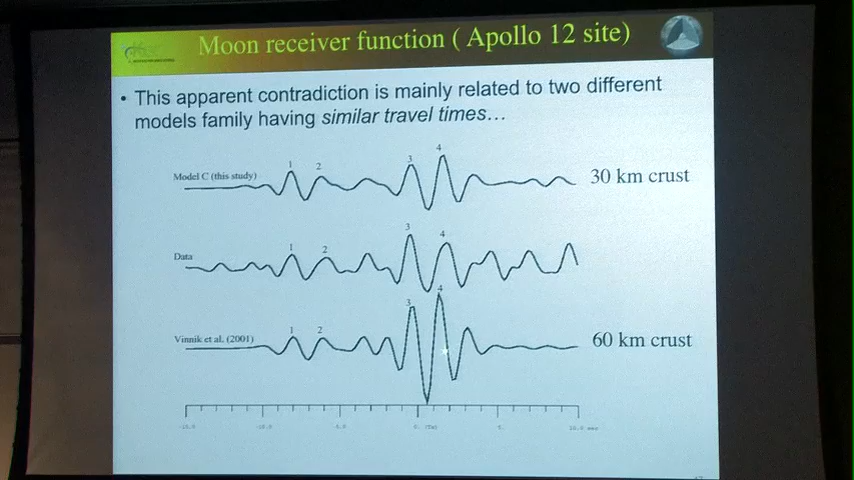 Moon receiver function ( Apollo 12 site)
• This apparent contradiction is mainly related to two different
models family having similar travel times…
1 2 3 4
Model C (this study)
30 km crust
1 2 3 4
Data
1 2 3 4
Vinnik et al. (2001)
60 km crust